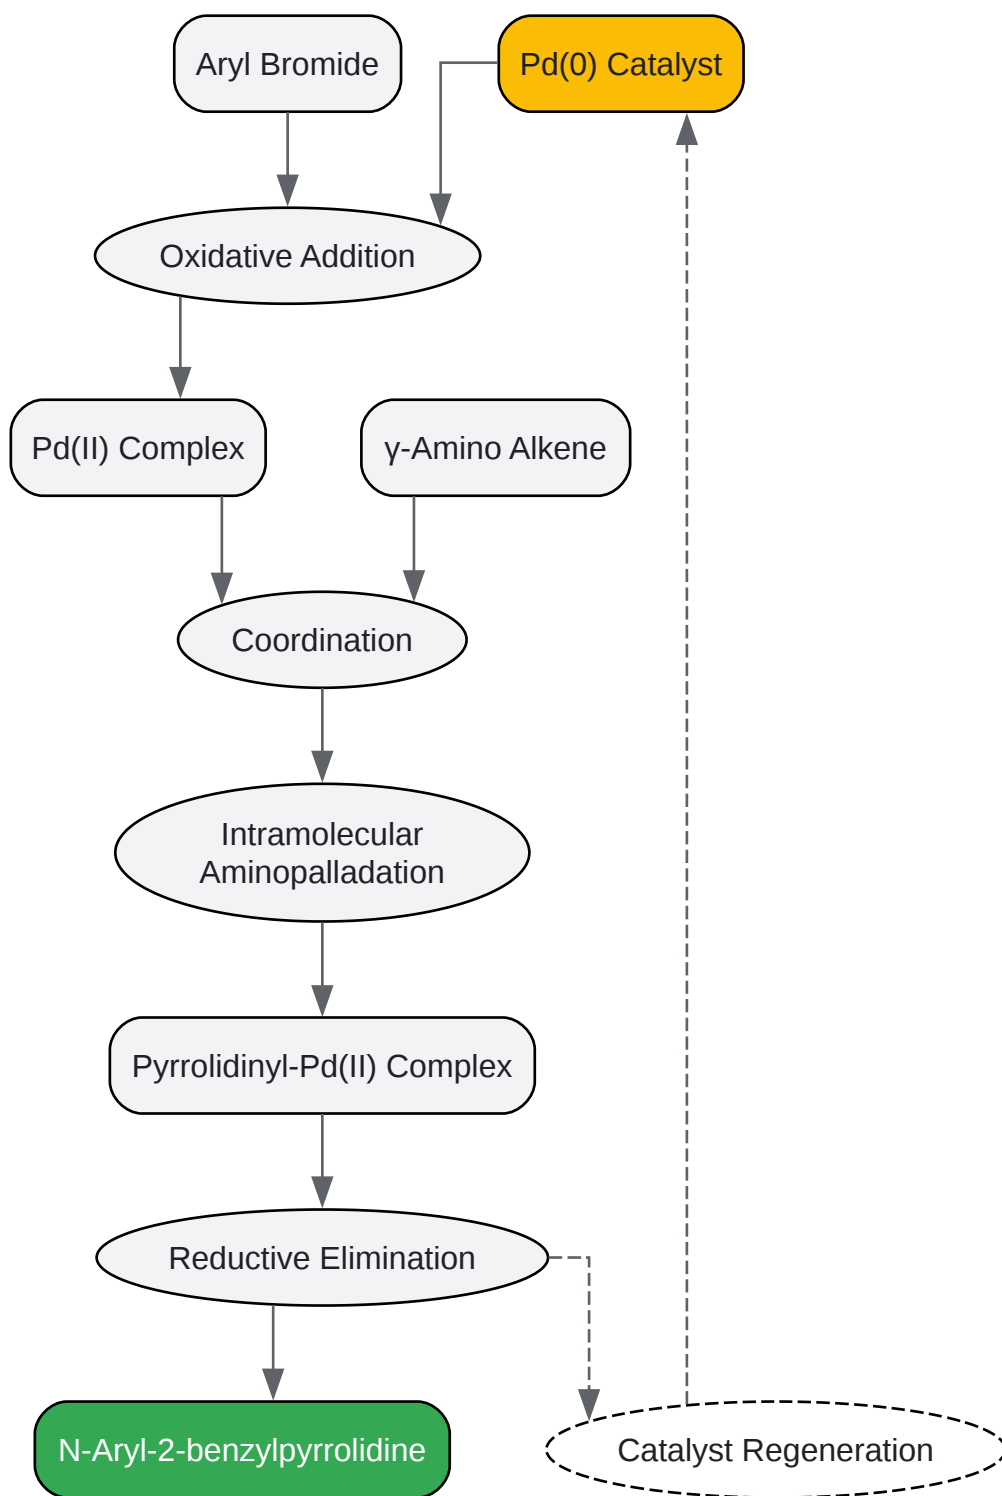 Aryl Bromide
Pd(0) Catalyst
Oxidative Addition
Pd(II) Complex
γ-Amino Alkene
Coordination
Intramolecular
Aminopalladation
Pyrrolidinyl-Pd(II) Complex
Reductive Elimination
N-Aryl-2-benzylpyrrolidine
Catalyst Regeneration